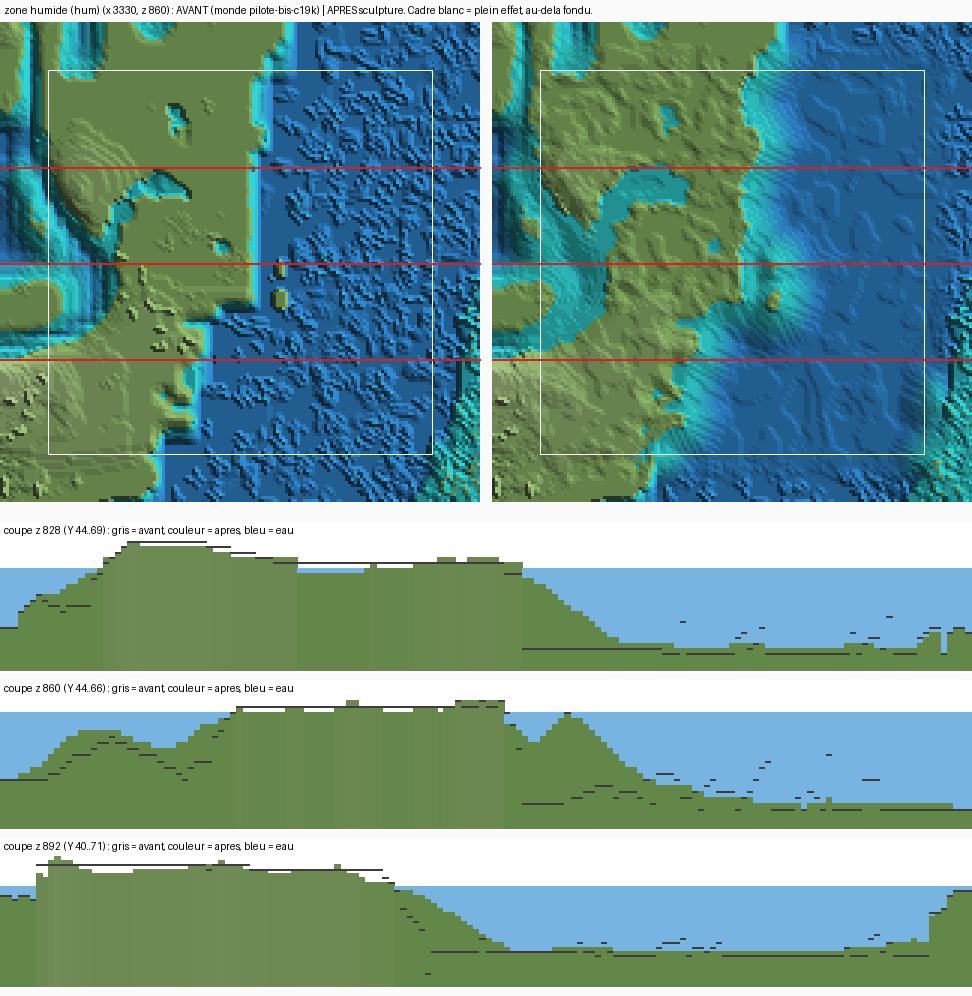 zone humide (hum) (x 3330, z 860) : AVANT (monde pilote-bis-c19k) | APRES sculpture. Cadre blanc = plein effet, au-dela fondu.
coupe z 828 (Y 44..69) : gris = avant, couleur = apres, bleu = eau
coupe z 860 (Y 44..66) : gris = avant, couleur = apres, bleu = eau
coupe z 892 (Y 40..71) : gris = avant, couleur = apres, bleu = eau